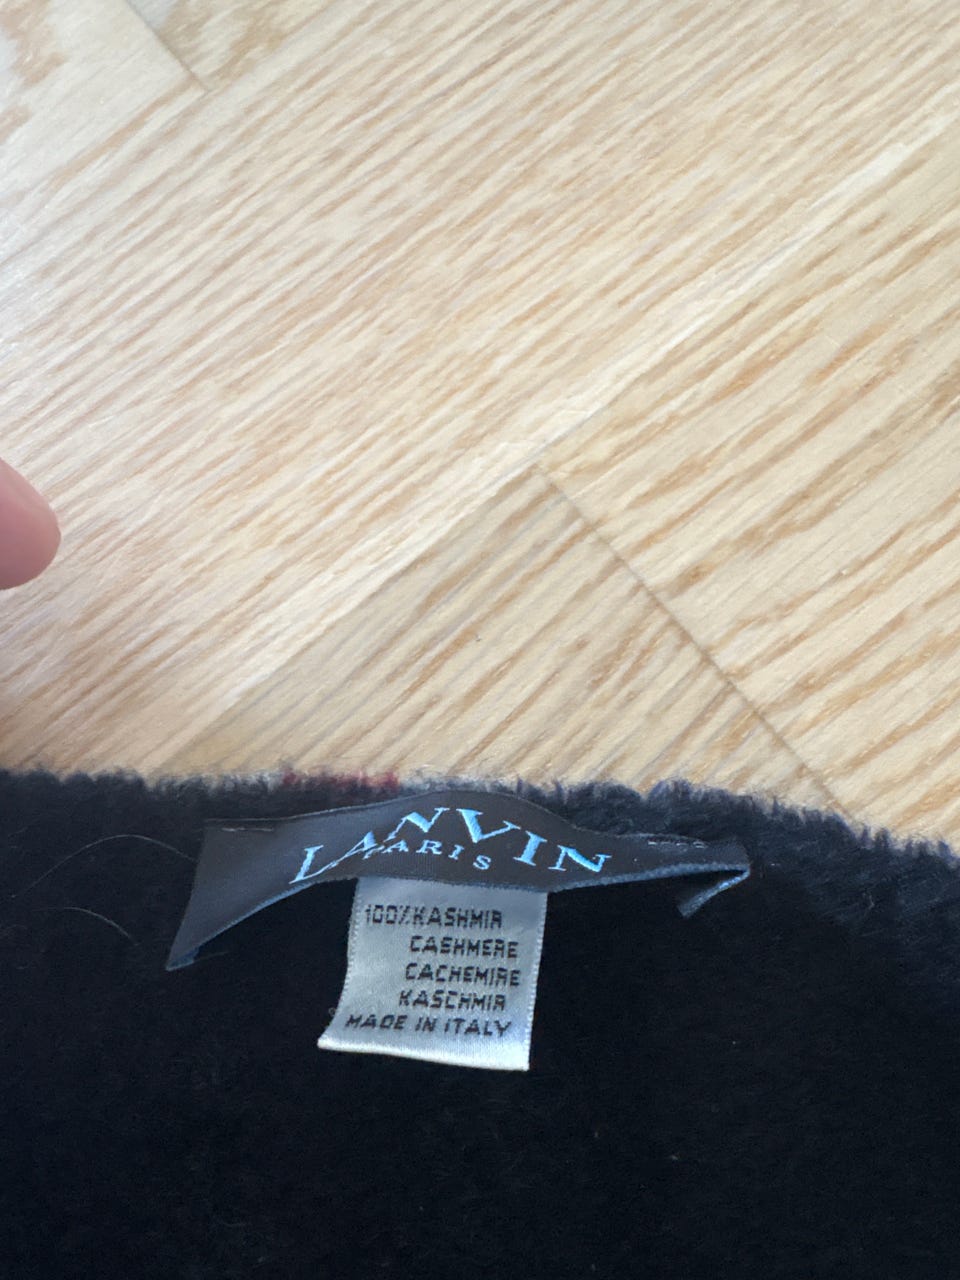 LANVIN
PARIS
100% KASHMIR
CASHMERE
CACHEMIRE
KASCHMIR
MADE IN ITALY